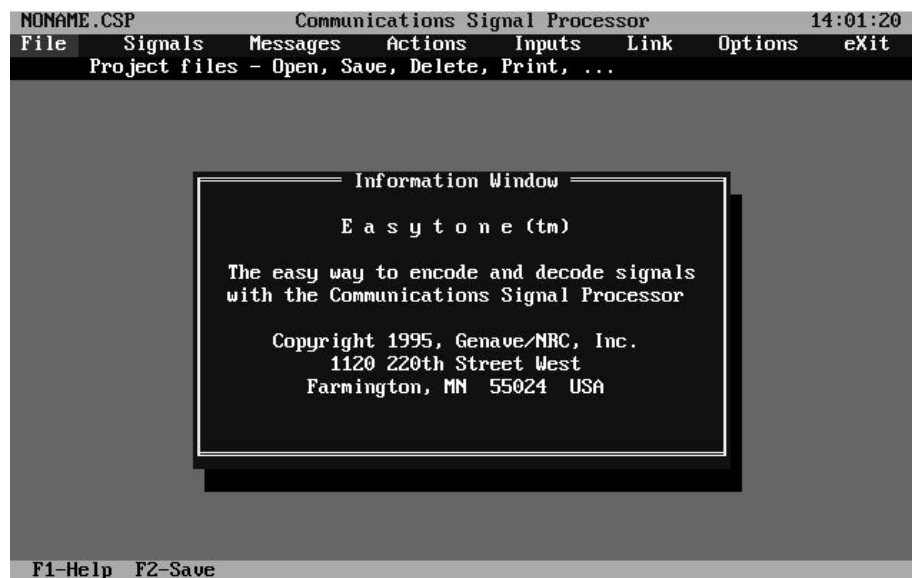 NONAME.CSP Communications Signal Processor 14:01:20
File Signals Messages Actions Inputs Link Options eXit
Project files - Open, Save, Delete, Print, ...
Information Window
E a s y t o n e (tm)
The easy way to encode and decode signals
with the Communications Signal Processor
Copyright 1995, Genave/NRC, Inc.
1120 220th Street West
Farmington, MN 55024 USA
F1-Help F2-Save